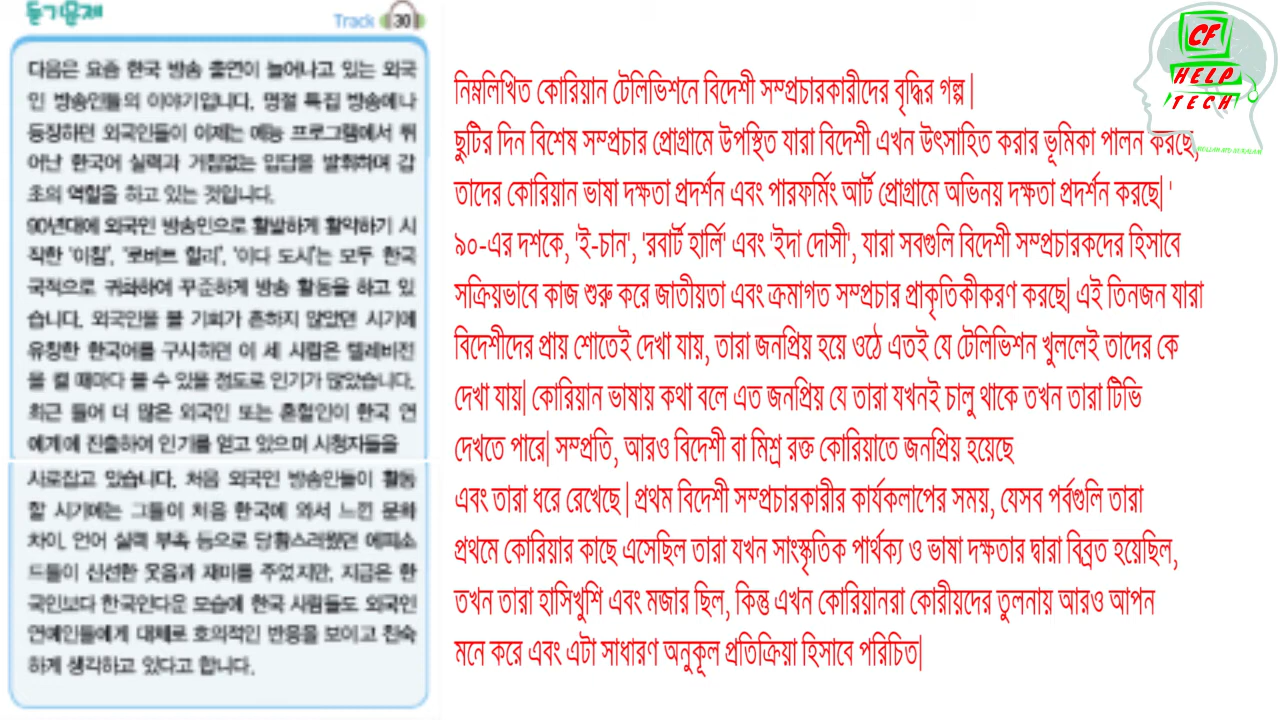 듣기문제
Track 30
다음은 요즘 한국 방송 출연이 늘어나고 있는 외국
인 방송인들의 이야기입니다. 명절 특집 방송에나
등장하던 외국인들이 이제는 예능 프로그램에서 뛰
어난 한국어 실력과 거침없는 입담을 발휘하며 감
초의 역할을 하고 있는 것입니다.
90년대에 외국인 방송인으로 활발하게 활약하기 시
작한 '이참', '로버트 할리', '이다 도시'는 모두 한국
국적으로 귀화하여 꾸준하게 방송 활동을 하고 있
습니다. 외국인을 볼 기회가 흔하지 않았던 시기에
유창한 한국어를 구사하던 이 세 사람은 텔레비전
을 켤 때마다 볼 수 있을 정도로 인기가 많았습니다.
최근 들어 더 많은 외국인 또는 혼혈인이 한국 연
예계에 진출하여 인기를 얻고 있으며 시청자들을
사로잡고 있습니다. 처음 외국인 방송인들이 활동
할 시기에는 그들이 처음 한국에 와서 느낀 문화
차이, 언어 실력 부족 등으로 당황스러웠던 에피소
드들이 신선한 웃음과 재미를 주었지만, 지금은 한
국인보다 한국인다운 모습에 한국 사람들도 외국인
연예인들에게 대체로 호의적인 반응을 보이고 친숙
하게 생각하고 있다고 합니다.
নিম্নলিখিত কোরিয়ান টেলিভিশনে বিদেশী সম্প্রচারকারীদের বৃদ্ধির গল্প |
ছুটির দিন বিশেষ সম্প্রচার প্রোগ্রামে উপস্থিত যারা বিদেশী এখন উৎসাহিত করার ভূমিকা পালন করছে,
তাদের কোরিয়ান ভাষা দক্ষতা প্রদর্শন এবং পারফর্মিং আর্ট প্রোগ্রামে অভিনয় দক্ষতা প্রদর্শন করছে| '
৯০-এর দশকে, 'ই-চান', 'রবার্ট হার্লি' এবং 'ইদা দোসী', যারা সবগুলি বিদেশী সম্প্রচারকদের হিসাবে
সক্রিয়ভাবে কাজ শুরু করে জাতীয়তা এবং ক্রমাগত সম্প্রচার প্রাকৃতিকীকরণ করছে| এই তিনজন যারা
বিদেশীদের প্রায় শোতেই দেখা যায়, তারা জনপ্রিয় হয়ে ওঠে এতই যে টেলিভিশন খুললেই তাদের কে
দেখা যায়| কোরিয়ান ভাষায় কথা বলে এত জনপ্রিয় যে তারা যখনই চালু থাকে তখন তারা টিভি
দেখতে পারে| সম্প্রতি, আরও বিদেশী বা মিশ্র রক্ত কোরিয়াতে জনপ্রিয় হয়েছে
এবং তারা ধরে রেখেছে | প্রথম বিদেশী সম্প্রচারকারীর কার্যকলাপের সময়, যেসব পর্বগুলি তারা
প্রথমে কোরিয়ার কাছে এসেছিল তারা যখন সাংস্কৃতিক পার্থক্য ও ভাষা দক্ষতার দ্বারা বিব্রত হয়েছিল,
তখন তারা হাসিখুশি এবং মজার ছিল, কিন্তু এখন কোরিয়ানরা কোরীয়দের তুলনায় আরও আপন
মনে করে এবং এটা সাধারণ অনুকূল প্রতিক্রিয়া হিসাবে পরিচিত|
CF
HELP
TECH